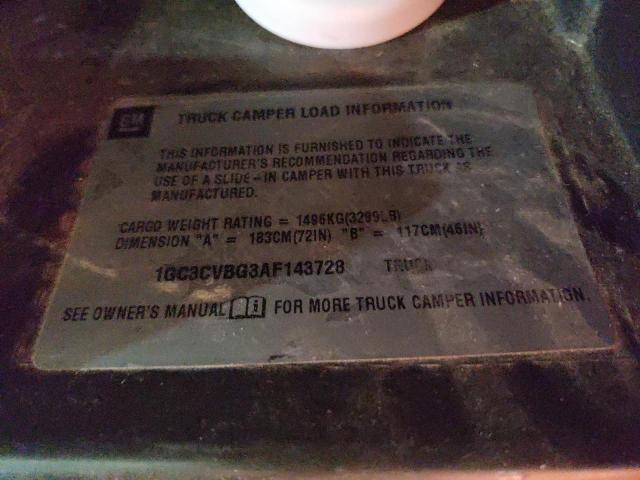 GM
TRUCK CAMPER LOAD INFORMATION
THIS INFORMATION IS FURNISHED TO INDICATE THE
MANUFACTURER'S RECOMMENDATION REGARDING THE
USE OF A SLIDE-IN CAMPER WITH THIS TRUCK AS
MANUFACTURED.
CARGO WEIGHT RATING = 1496KG(3299LB)
DIMENSION "A" = 183CM(72IN) "B" = 117CM(46IN)
1GC3CVBG3AF143728 TRUCK
SEE OWNER'S MANUAL FOR MORE TRUCK CAMPER INFORMATION.